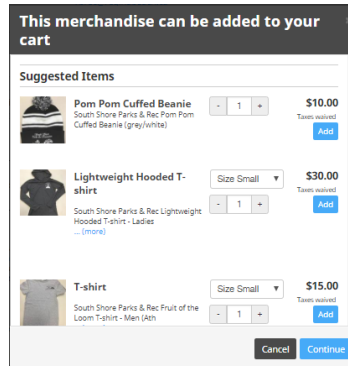 This merchandise can be added to your
cart
Suggested Items
Pom Pom Cuffed Beanie
South Shore Parks & Rec Pom Pom
Cuffed Beanie (grey/white)
- 1 +
$10.00
Taxes waived
Add
Lightweight Hooded T-
shirt
South Shore Parks & Rec Lightweight
Hooded T-shirt - Ladies
... (more)
Size Small ▼
- 1 +
$30.00
Taxes waived
Add
T-shirt
South Shore Parks & Rec Fruit of the
Loom T-shirt - Men (Ath
Size Small ▼
- 1 +
$15.00
Taxes waived
Add
Cancel
Continue